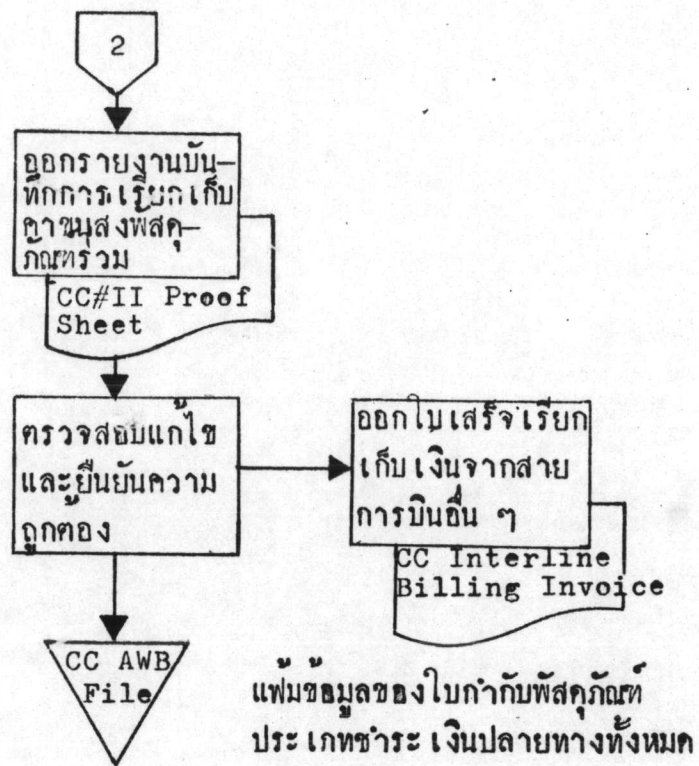 2
ออกรายงานบัน-
ทึกการเรียกเก็บ
คาขนสงพัสดุ-
ภัณฑรวม
CC#II Proof
Sheet
ตรวจสอบแก้ไข
และยืนยันความ
ถูกตอง
ออกใบเสร็จเรียก
เก็บเงินจากสาย
การบินอื่น ๆ
CC Interline
Billing Invoice
CC AWB
File
แฟ้มข้อมูลของใบกำกับพัสดุภัณฑ์
ประเภทชำระเงินปลายทางทั้งหมด